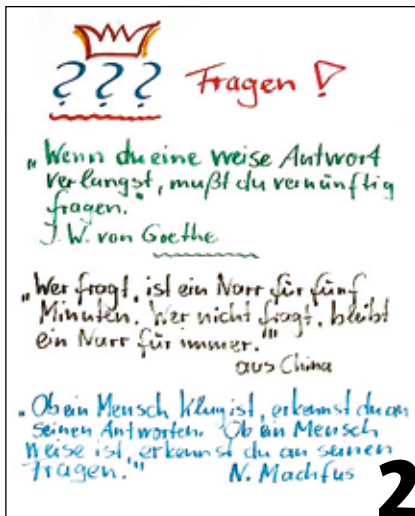 ??? Fragen!
„Wenn du eine weise Antwort
verlangst, mußt du vernünftig
fragen."
J. W. von Goethe
„Wer fragt, ist ein Narr für fünf
Minuten. Wer nicht fragt, bleibt
ein Narr für immer."
aus China
„Ob ein Mensch klug ist, erkennst du an
seinen Antworten. Ob ein Mensch
weise ist, erkennst du an seinen
Fragen."
N. Machfus
2